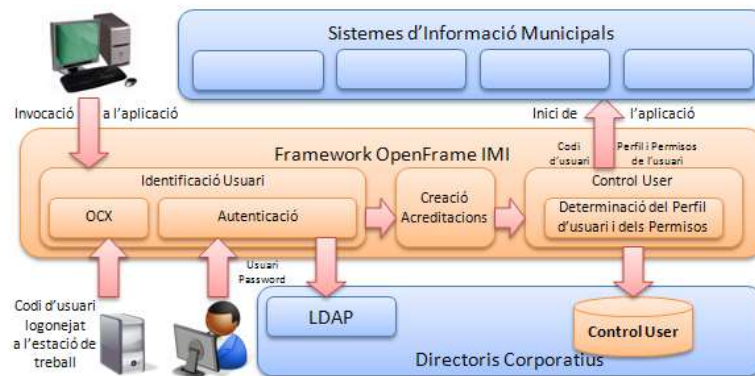 Sistemes d'Informació Municipals
Invocació a l'aplicació
Inici de l'aplicació
Framework OpenFrame IMI
Codi d'usuari
Perfil i Permisos de l'usuari
Identificació Usuari
OCX
Autenticació
Creació
Acreditacions
Control User
Determinació del Perfil
d'usuari i dels Permisos
Usuari
Password
Codi d'usuari
logonejat
a l'estació de
treball
LDAP
Control User
Directoris Corporatius